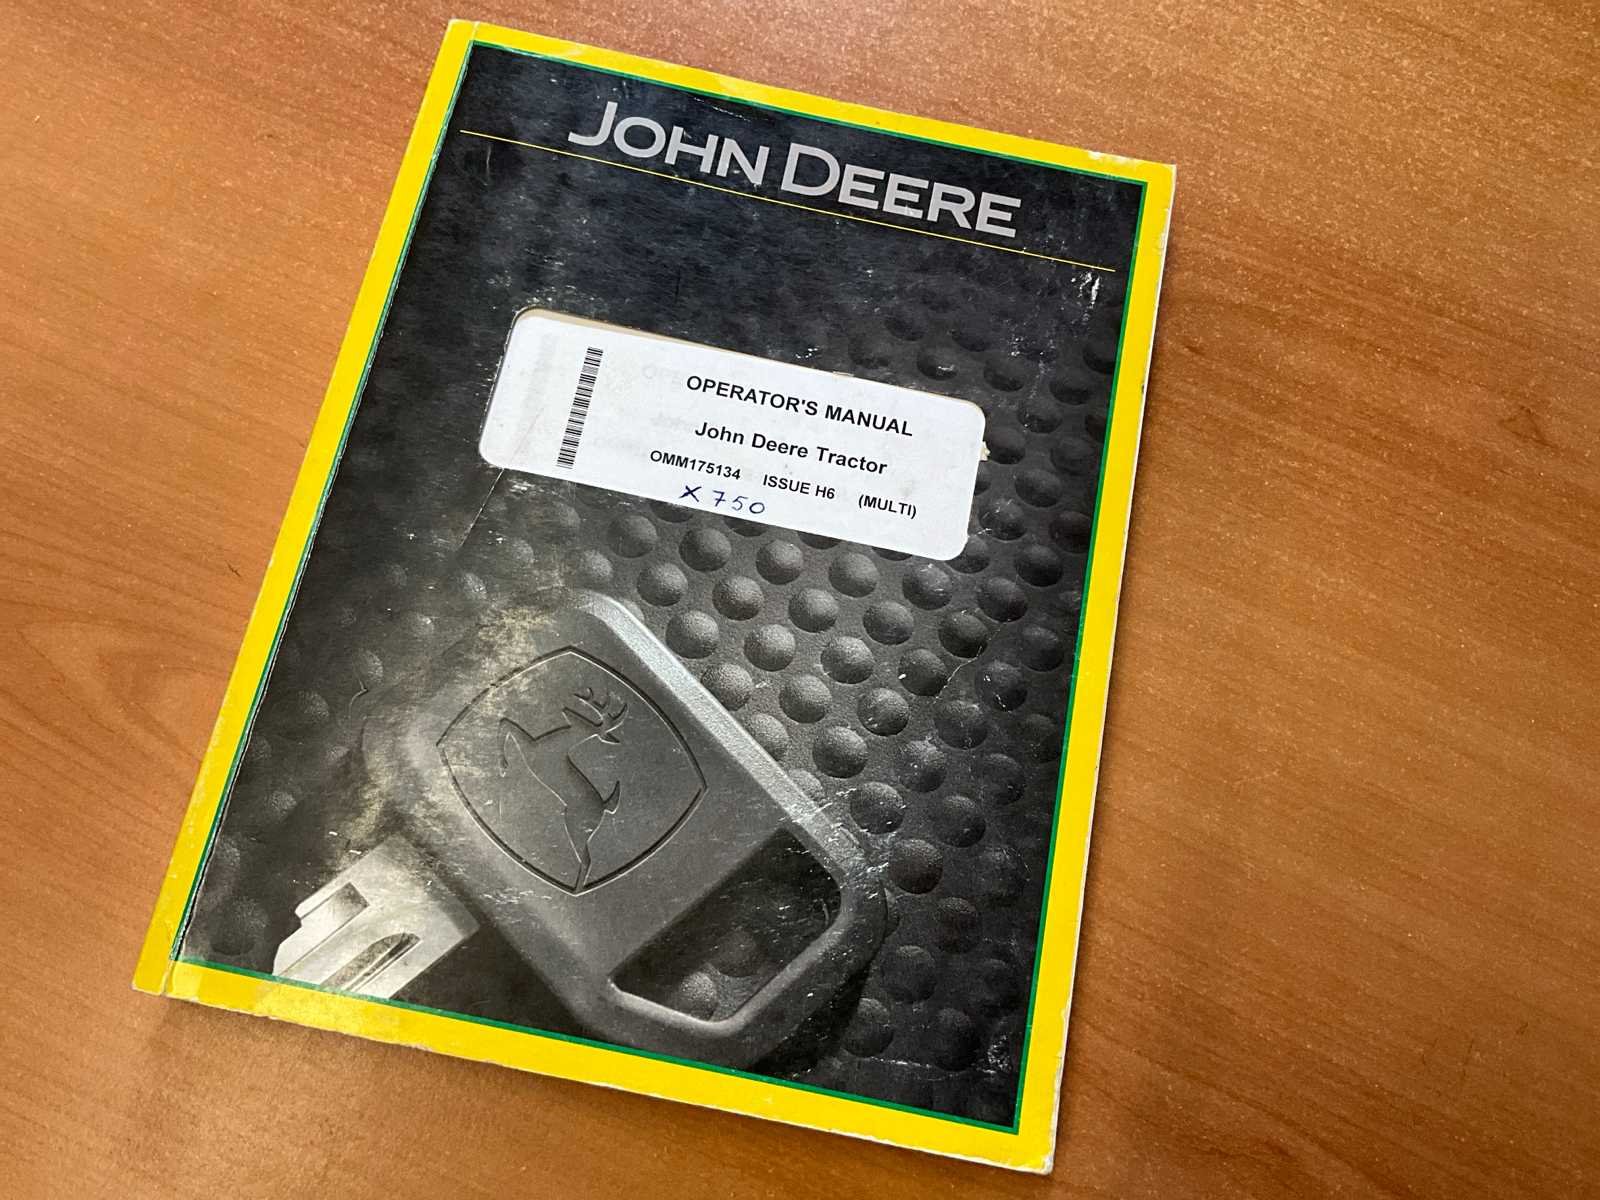 JOHN DEERE
OPERATOR'S MANUAL
John Deere Tractor
OMM175134 ISSUE H6 (MULTI)
X750